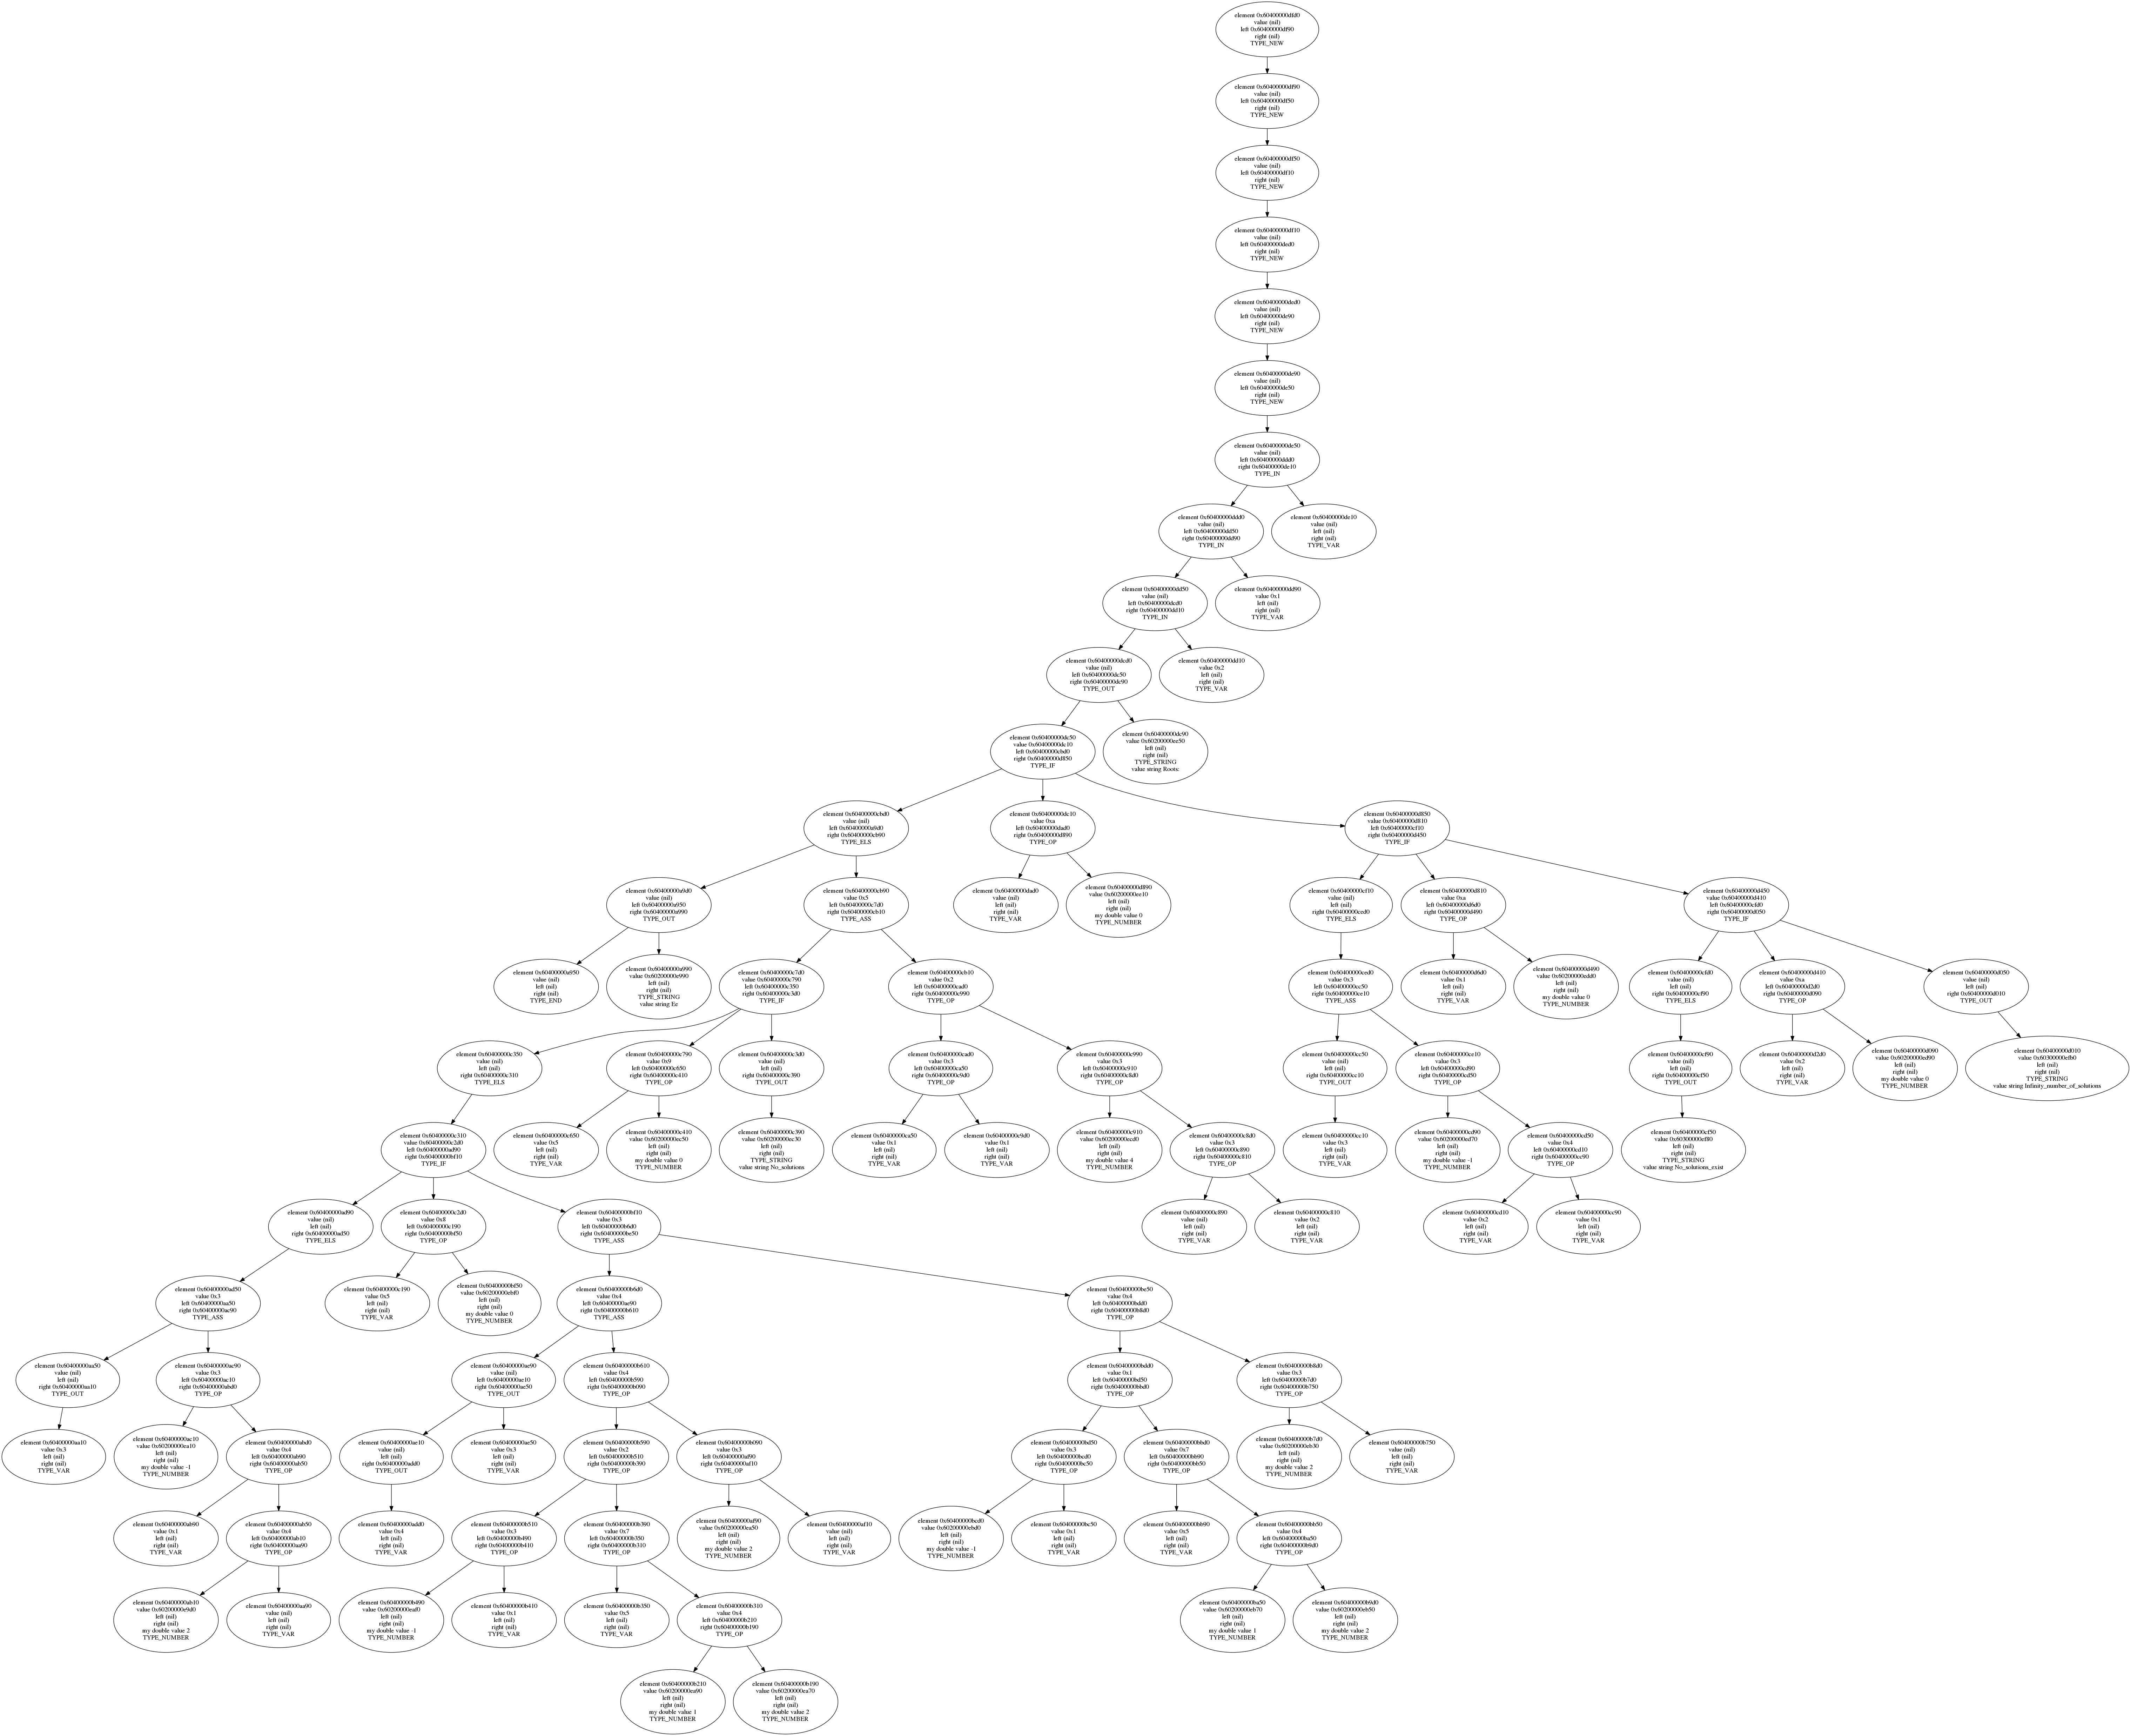 element 0x60400000dfd0
value (nil)
left 0x60400000df90
right (nil)
TYPE_NEW
element 0x60400000df90
value (nil)
left 0x60400000df50
right (nil)
TYPE_NEW
element 0x60400000df50
value (nil)
left 0x60400000df10
right (nil)
TYPE_NEW
element 0x60400000df10
value (nil)
left 0x60400000ded0
right (nil)
TYPE_NEW
element 0x60400000ded0
value (nil)
left 0x60400000de90
right (nil)
TYPE_NEW
element 0x60400000de90
value (nil)
left 0x60400000de50
right (nil)
TYPE_NEW
element 0x60400000de50
value (nil)
left 0x60400000ddd0
right 0x60400000de10
TYPE_IN
element 0x60400000ddd0
value (nil)
left 0x60400000dd50
right 0x60400000dd90
TYPE_IN
element 0x60400000de10
value (nil)
left (nil)
right (nil)
TYPE_VAR
element 0x60400000dd50
value (nil)
left 0x60400000dcd0
right 0x60400000dd10
TYPE_IN
element 0x60400000dd90
value 0x1
left (nil)
right (nil)
TYPE_VAR
element 0x60400000dcd0
value (nil)
left 0x60400000dc50
right 0x60400000dc90
TYPE_OUT
element 0x60400000dd10
value 0x2
left (nil)
right (nil)
TYPE_VAR
element 0x60400000dc50
value 0x60400000dc10
left 0x60400000cbd0
right 0x60400000d850
TYPE_IF
element 0x60400000dc90
value 0x60200000ee50
left (nil)
right (nil)
TYPE_STRING
value string Roots:
element 0x60400000cbd0
value (nil)
left 0x60400000a9d0
right 0x60400000cb90
TYPE_ELS
element 0x60400000dc10
value 0xa
left 0x60400000dad0
right 0x60400000d890
TYPE_OP
element 0x60400000d850
value 0x60400000d810
left 0x60400000cf10
right 0x60400000d450
TYPE_IF
element 0x60400000a9d0
value (nil)
left 0x60400000a950
right 0x60400000a990
TYPE_OUT
element 0x60400000cb90
value 0x5
left 0x60400000c7d0
right 0x60400000cb10
TYPE_ASS
element 0x60400000dad0
value (nil)
left (nil)
right (nil)
TYPE_VAR
element 0x60400000d890
value 0x60200000ee10
left (nil)
right (nil)
my double value 0
TYPE_NUMBER
element 0x60400000cf10
value (nil)
left (nil)
right 0x60400000ced0
TYPE_ELS
element 0x60400000d810
value 0xa
left 0x60400000d6d0
right 0x60400000d490
TYPE_OP
element 0x60400000d450
value 0x60400000d410
left 0x60400000cfd0
right 0x60400000d050
TYPE_IF
element 0x60400000a950
value (nil)
left (nil)
right (nil)
TYPE_END
element 0x60400000a990
value 0x60200000e990
left (nil)
right (nil)
TYPE_STRING
value string Ez
element 0x60400000c7d0
value 0x60400000c790
left 0x60400000c350
right 0x60400000c3d0
TYPE_IF
element 0x60400000cb10
value 0x2
left 0x60400000cad0
right 0x60400000c990
TYPE_OP
element 0x60400000ced0
value 0x3
left 0x60400000cc50
right 0x60400000ce10
TYPE_ASS
element 0x60400000d6d0
value 0x1
left (nil)
right (nil)
TYPE_VAR
element 0x60400000d490
value 0x60200000edd0
left (nil)
right (nil)
my double value 0
TYPE_NUMBER
element 0x60400000cfd0
value (nil)
left (nil)
right 0x60400000cf90
TYPE_ELS
element 0x60400000d410
value 0xa
left 0x60400000d2d0
right 0x60400000d090
TYPE_OP
element 0x60400000d050
value (nil)
left (nil)
right 0x60400000d010
TYPE_OUT
element 0x60400000c350
value (nil)
left (nil)
right 0x60400000c310
TYPE_ELS
element 0x60400000c790
value 0x9
left 0x60400000c650
right 0x60400000c410
TYPE_OP
element 0x60400000c3d0
value (nil)
left (nil)
right 0x60400000c390
TYPE_OUT
element 0x60400000cad0
value 0x3
left 0x60400000ca50
right 0x60400000c9d0
TYPE_OP
element 0x60400000c990
value 0x3
left 0x60400000c910
right 0x60400000c8d0
TYPE_OP
element 0x60400000cc50
value (nil)
left (nil)
right 0x60400000cc10
TYPE_OUT
element 0x60400000ce10
value 0x3
left 0x60400000cd90
right 0x60400000cd50
TYPE_OP
element 0x60400000cf90
value (nil)
left (nil)
right 0x60400000cf50
TYPE_OUT
element 0x60400000d2d0
value 0x2
left (nil)
right (nil)
TYPE_VAR
element 0x60400000d090
value 0x60200000ed90
left (nil)
right (nil)
my double value 0
TYPE_NUMBER
element 0x60400000d010
value 0x60300000efb0
left (nil)
right (nil)
TYPE_STRING
value string Infinity_number_of_solutions
element 0x60400000c310
value 0x60400000c2d0
left 0x60400000ad90
right 0x60400000bf10
TYPE_IF
element 0x60400000c650
value 0x5
left (nil)
right (nil)
TYPE_VAR
element 0x60400000c410
value 0x60200000ec50
left (nil)
right (nil)
my double value 0
TYPE_NUMBER
element 0x60400000c390
value 0x60200000ec30
left (nil)
right (nil)
TYPE_STRING
value string No_solutions
element 0x60400000ca50
value 0x1
left (nil)
right (nil)
TYPE_VAR
element 0x60400000c9d0
value 0x1
left (nil)
right (nil)
TYPE_VAR
element 0x60400000c910
value 0x60200000ecd0
left (nil)
right (nil)
my double value 4
TYPE_NUMBER
element 0x60400000c8d0
value 0x3
left 0x60400000c890
right 0x60400000c810
TYPE_OP
element 0x60400000cc10
value 0x3
left (nil)
right (nil)
TYPE_VAR
element 0x60400000cd90
value 0x60200000ed70
left (nil)
right (nil)
my double value -1
TYPE_NUMBER
element 0x60400000cd50
value 0x4
left 0x60400000cd10
right 0x60400000cc90
TYPE_OP
element 0x60400000cf50
value 0x60300000ef80
left (nil)
right (nil)
TYPE_STRING
value string No_solutions_exist
element 0x60400000ad90
value (nil)
left (nil)
right 0x60400000ad50
TYPE_ELS
element 0x60400000c2d0
value 0x8
left 0x60400000c190
right 0x60400000bf50
TYPE_OP
element 0x60400000bf10
value 0x3
left 0x60400000b6d0
right 0x60400000be50
TYPE_ASS
element 0x60400000c890
value (nil)
left (nil)
right (nil)
TYPE_VAR
element 0x60400000c810
value 0x2
left (nil)
right (nil)
TYPE_VAR
element 0x60400000cd10
value 0x2
left (nil)
right (nil)
TYPE_VAR
element 0x60400000cc90
value 0x1
left (nil)
right (nil)
TYPE_VAR
element 0x60400000ad50
value 0x3
left 0x60400000aa50
right 0x60400000ac90
TYPE_ASS
element 0x60400000c190
value 0x5
left (nil)
right (nil)
TYPE_VAR
element 0x60400000bf50
value 0x60200000ebf0
left (nil)
right (nil)
my double value 0
TYPE_NUMBER
element 0x60400000b6d0
value 0x4
left 0x60400000ae90
right 0x60400000b610
TYPE_ASS
element 0x60400000be50
value 0x4
left 0x60400000bdd0
right 0x60400000b8d0
TYPE_OP
element 0x60400000aa50
value (nil)
left (nil)
right 0x60400000aa10
TYPE_OUT
element 0x60400000ac90
value 0x3
left 0x60400000ac10
right 0x60400000abd0
TYPE_OP
element 0x60400000ae90
value (nil)
left 0x60400000ae10
right 0x60400000ae50
TYPE_OUT
element 0x60400000b610
value 0x4
left 0x60400000b590
right 0x60400000b090
TYPE_OP
element 0x60400000bdd0
value 0x1
left 0x60400000bd50
right 0x60400000bbd0
TYPE_OP
element 0x60400000b8d0
value 0x3
left 0x60400000b7d0
right 0x60400000b750
TYPE_OP
element 0x60400000aa10
value 0x3
left (nil)
right (nil)
TYPE_VAR
element 0x60400000ac10
value 0x60200000ea10
left (nil)
right (nil)
my double value -1
TYPE_NUMBER
element 0x60400000abd0
value 0x4
left 0x60400000ab90
right 0x60400000ab50
TYPE_OP
element 0x60400000ae10
value (nil)
left (nil)
right 0x60400000add0
TYPE_OUT
element 0x60400000ae50
value 0x3
left (nil)
right (nil)
TYPE_VAR
element 0x60400000b590
value 0x2
left 0x60400000b510
right 0x60400000b390
TYPE_OP
element 0x60400000b090
value 0x3
left 0x60400000af90
right 0x60400000af10
TYPE_OP
element 0x60400000bd50
value 0x3
left 0x60400000bcd0
right 0x60400000bc50
TYPE_OP
element 0x60400000bbd0
value 0x7
left 0x60400000bb90
right 0x60400000bb50
TYPE_OP
element 0x60400000b7d0
value 0x60200000eb30
left (nil)
right (nil)
my double value 2
TYPE_NUMBER
element 0x60400000b750
value (nil)
left (nil)
right (nil)
TYPE_VAR
element 0x60400000ab90
value 0x1
left (nil)
right (nil)
TYPE_VAR
element 0x60400000ab50
value 0x4
left 0x60400000ab10
right 0x60400000aa90
TYPE_OP
element 0x60400000add0
value 0x4
left (nil)
right (nil)
TYPE_VAR
element 0x60400000b510
value 0x3
left 0x60400000b490
right 0x60400000b410
TYPE_OP
element 0x60400000b390
value 0x7
left 0x60400000b350
right 0x60400000b310
TYPE_OP
element 0x60400000af90
value 0x60200000ea50
left (nil)
right (nil)
my double value 2
TYPE_NUMBER
element 0x60400000af10
value (nil)
left (nil)
right (nil)
TYPE_VAR
element 0x60400000bcd0
value 0x60200000ebd0
left (nil)
right (nil)
my double value -1
TYPE_NUMBER
element 0x60400000bc50
value 0x1
left (nil)
right (nil)
TYPE_VAR
element 0x60400000bb90
value 0x5
left (nil)
right (nil)
TYPE_VAR
element 0x60400000bb50
value 0x4
left 0x60400000ba50
right 0x60400000b9d0
TYPE_OP
element 0x60400000ab10
value 0x60200000e9d0
left (nil)
right (nil)
my double value 2
TYPE_NUMBER
element 0x60400000aa90
value (nil)
left (nil)
right (nil)
TYPE_VAR
element 0x60400000b490
value 0x60200000eaf0
left (nil)
right (nil)
my double value -1
TYPE_NUMBER
element 0x60400000b410
value 0x1
left (nil)
right (nil)
TYPE_VAR
element 0x60400000b350
value 0x5
left (nil)
right (nil)
TYPE_VAR
element 0x60400000b310
value 0x4
left 0x60400000b210
right 0x60400000b190
TYPE_OP
element 0x60400000ba50
value 0x60200000eb70
left (nil)
right (nil)
my double value 1
TYPE_NUMBER
element 0x60400000b9d0
value 0x60200000eb50
left (nil)
right (nil)
my double value 2
TYPE_NUMBER
element 0x60400000b210
value 0x60200000ea90
left (nil)
right (nil)
my double value 1
TYPE_NUMBER
element 0x60400000b190
value 0x60200000ea70
left (nil)
right (nil)
my double value 2
TYPE_NUMBER